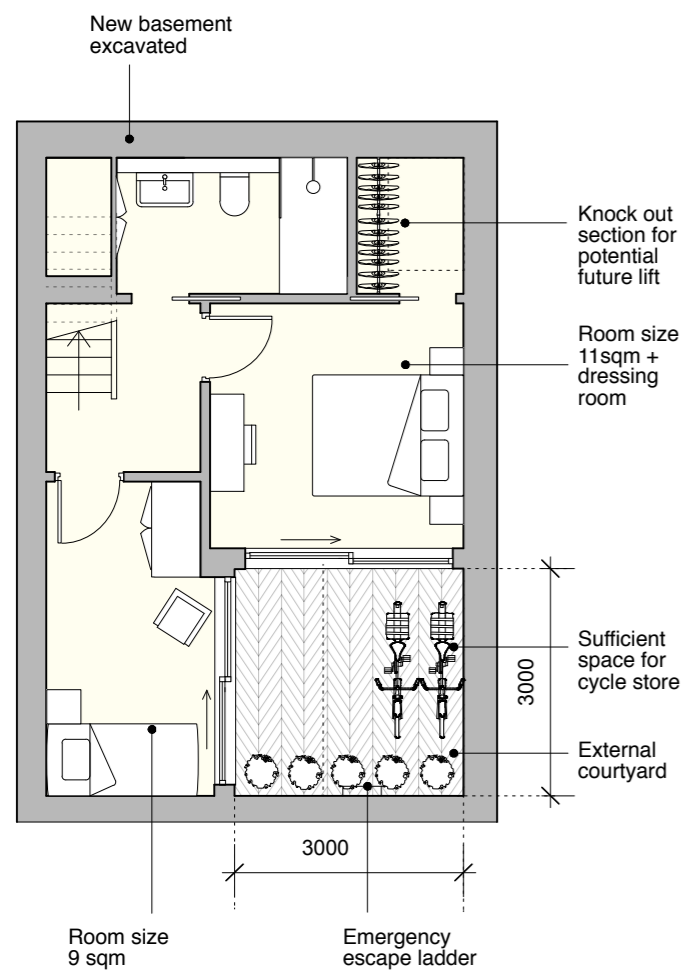 New basement
excavated
Knock out
section for
potential
future lift
Room size
11sqm +
dressing
room
Sufficient
space for
cycle store
3000
External
courtyard
3000
Room size
9 sqm
Emergency
escape ladder